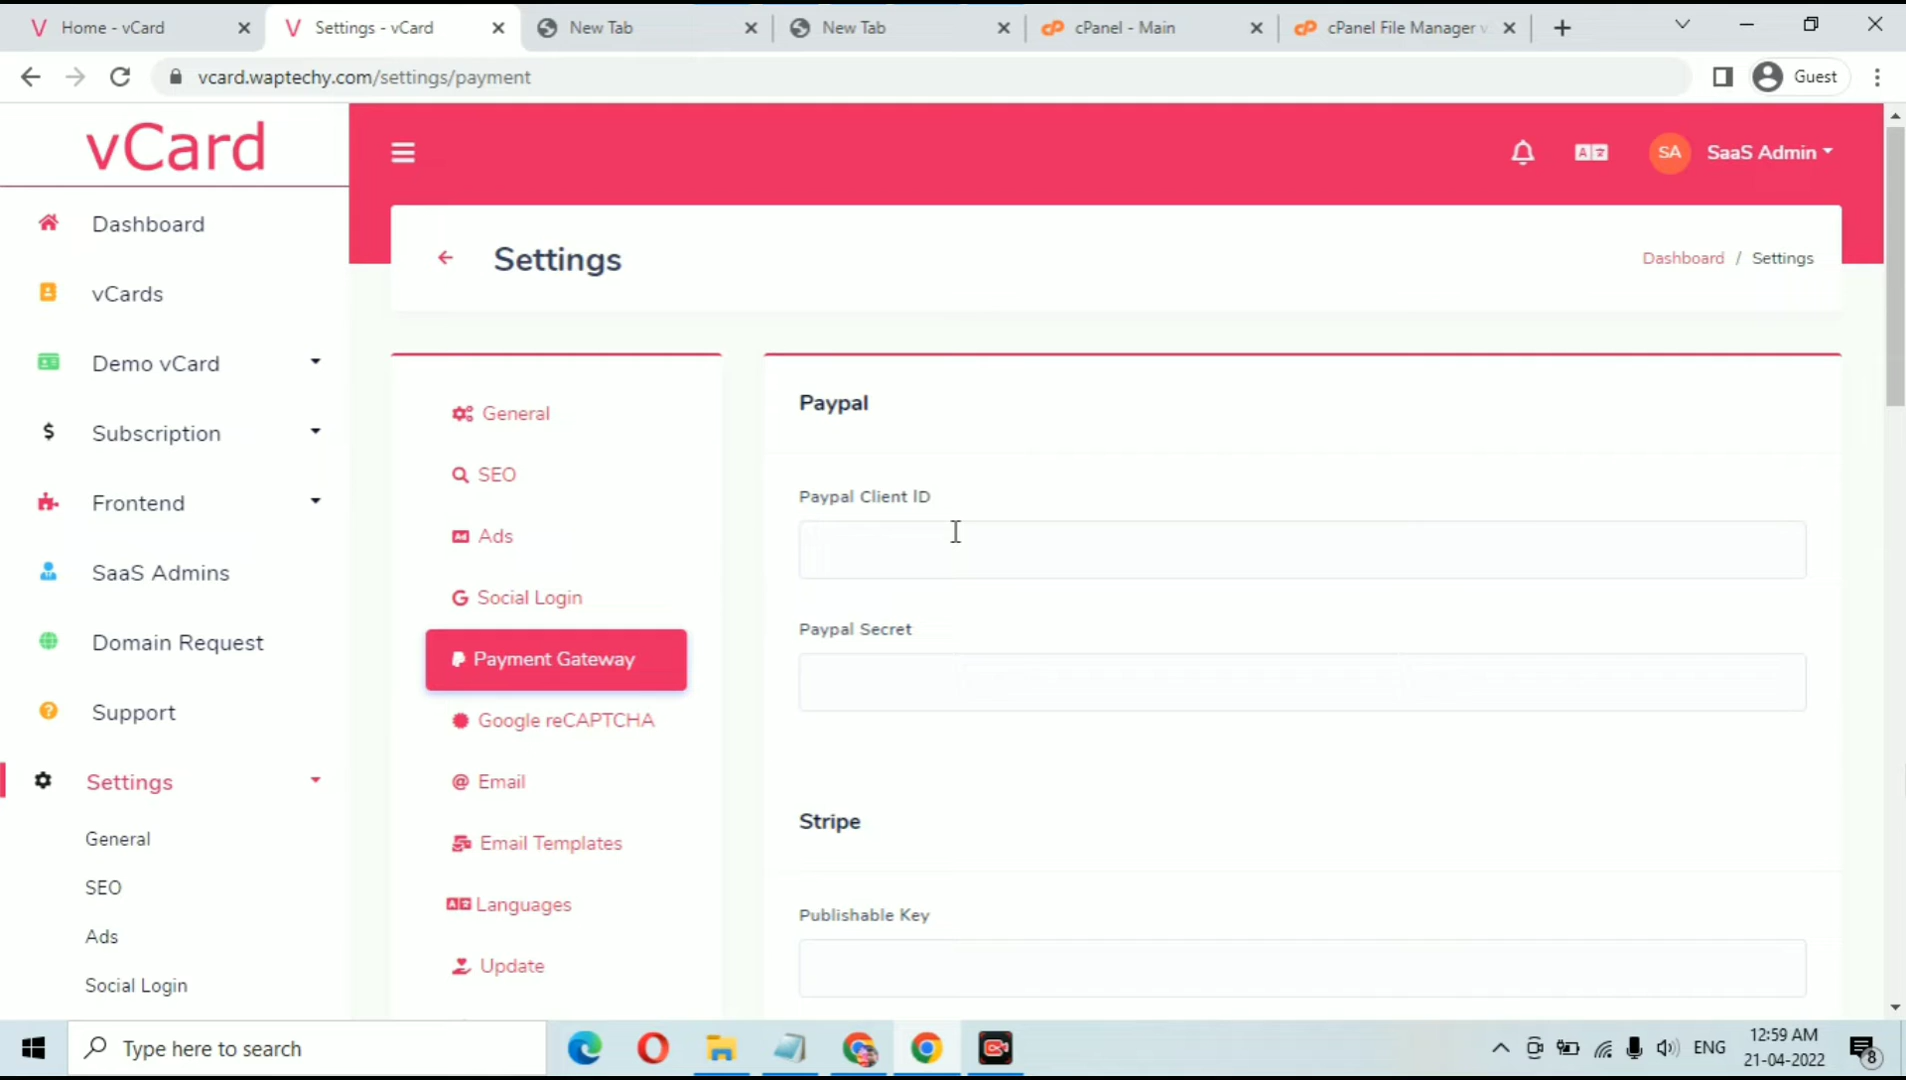 Home - vCard
Settings - vCard
New Tab
New Tab
cPanel - Main
cPanel File Manager v
vcard.waptechy.com/settings/payment
Guest
vCard
SA
SaaS Admin
Dashboard
vCards
Demo vCard
Subscription
Frontend
SaaS Admins
Domain Request
Support
Settings
General
SEO
Ads
Social Login
Settings
Dashboard / Settings
General
SEO
Ads
Social Login
Payment Gateway
Google reCAPTCHA
Email
Email Templates
Languages
Update
Paypal
Paypal Client ID
Paypal Secret
Stripe
Publishable Key
Type here to search
ENG
12:59 AM
21-04-2022
8